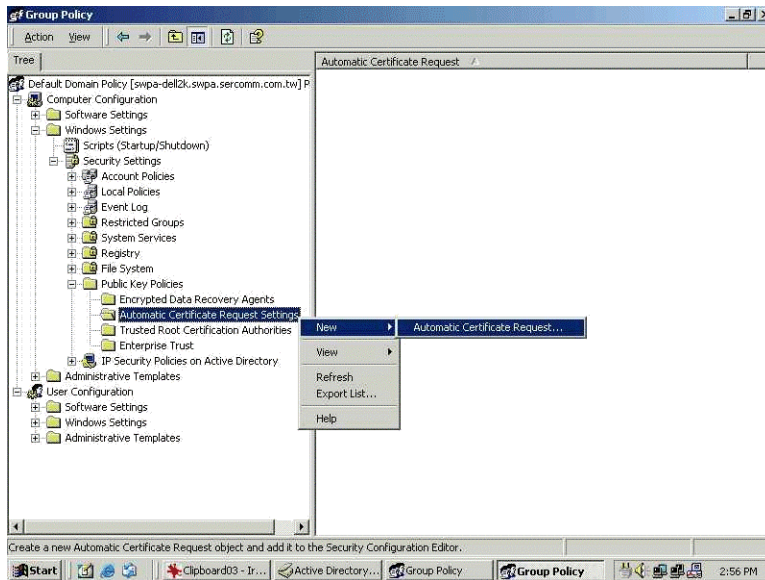 Group Policy
Action View
Tree
Automatic Certificate Request
Default Domain Policy [swpa-dell2k.swpa.sercomm.com.tw] P
Computer Configuration
Software Settings
Windows Settings
Scripts (Startup/Shutdown)
Security Settings
Account Policies
Local Policies
Event Log
Restricted Groups
System Services
Registry
File System
Public Key Policies
Encrypted Data Recovery Agents
Automatic Certificate Request Settings
Trusted Root Certification Authorities
Enterprise Trust
IP Security Policies on Active Directory
Administrative Templates
User Configuration
Software Settings
Windows Settings
Administrative Templates
New
Automatic Certificate Request...
View
Refresh
Export List...
Help
Create a new Automatic Certificate Request object and add it to the Security Configuration Editor.
Start
Clipboard03 - Ir...
Active Directory...
Group Policy
Group Policy
2:56 PM